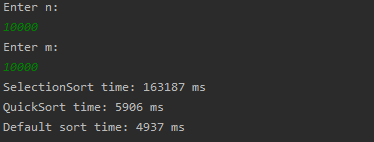 Enter n:
10000
Enter m:
10000
SelectionSort time: 163187 ms
QuickSort time: 5906 ms
Default sort time: 4937 ms